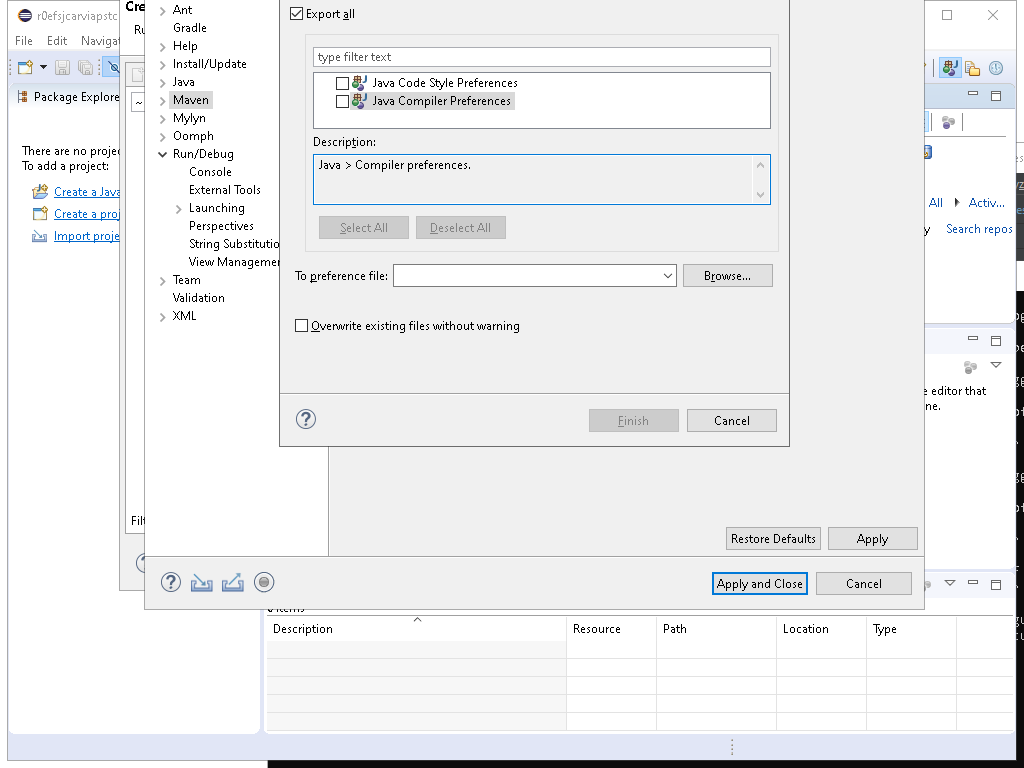 r0efsjcarviapstc
File Edit Naviga
Package Explore
There are no proje
To add a project:
Create a Java
Create a proj
Import proje
Cre
Ru
~
Filt
Ant
Gradle
Help
Install/Update
Java
Maven
Mylyn
Oomph
Run/Debug
Console
External Tools
Launching
Perspectives
String Substitutio
View Managemen
Team
Validation
XML
Export all
type filter text
Java Code Style Preferences
Java Compiler Preferences
Description:
Java > Compiler preferences.
Select All
Deselect All
To preference file:
Browse...
Overwrite existing files without warning
Finish
Cancel
Restore Defaults
Apply
Apply and Close
Cancel
All
Activ...
y
Search repos
e editor that
ne.
Description
Resource
Path
Location
Type